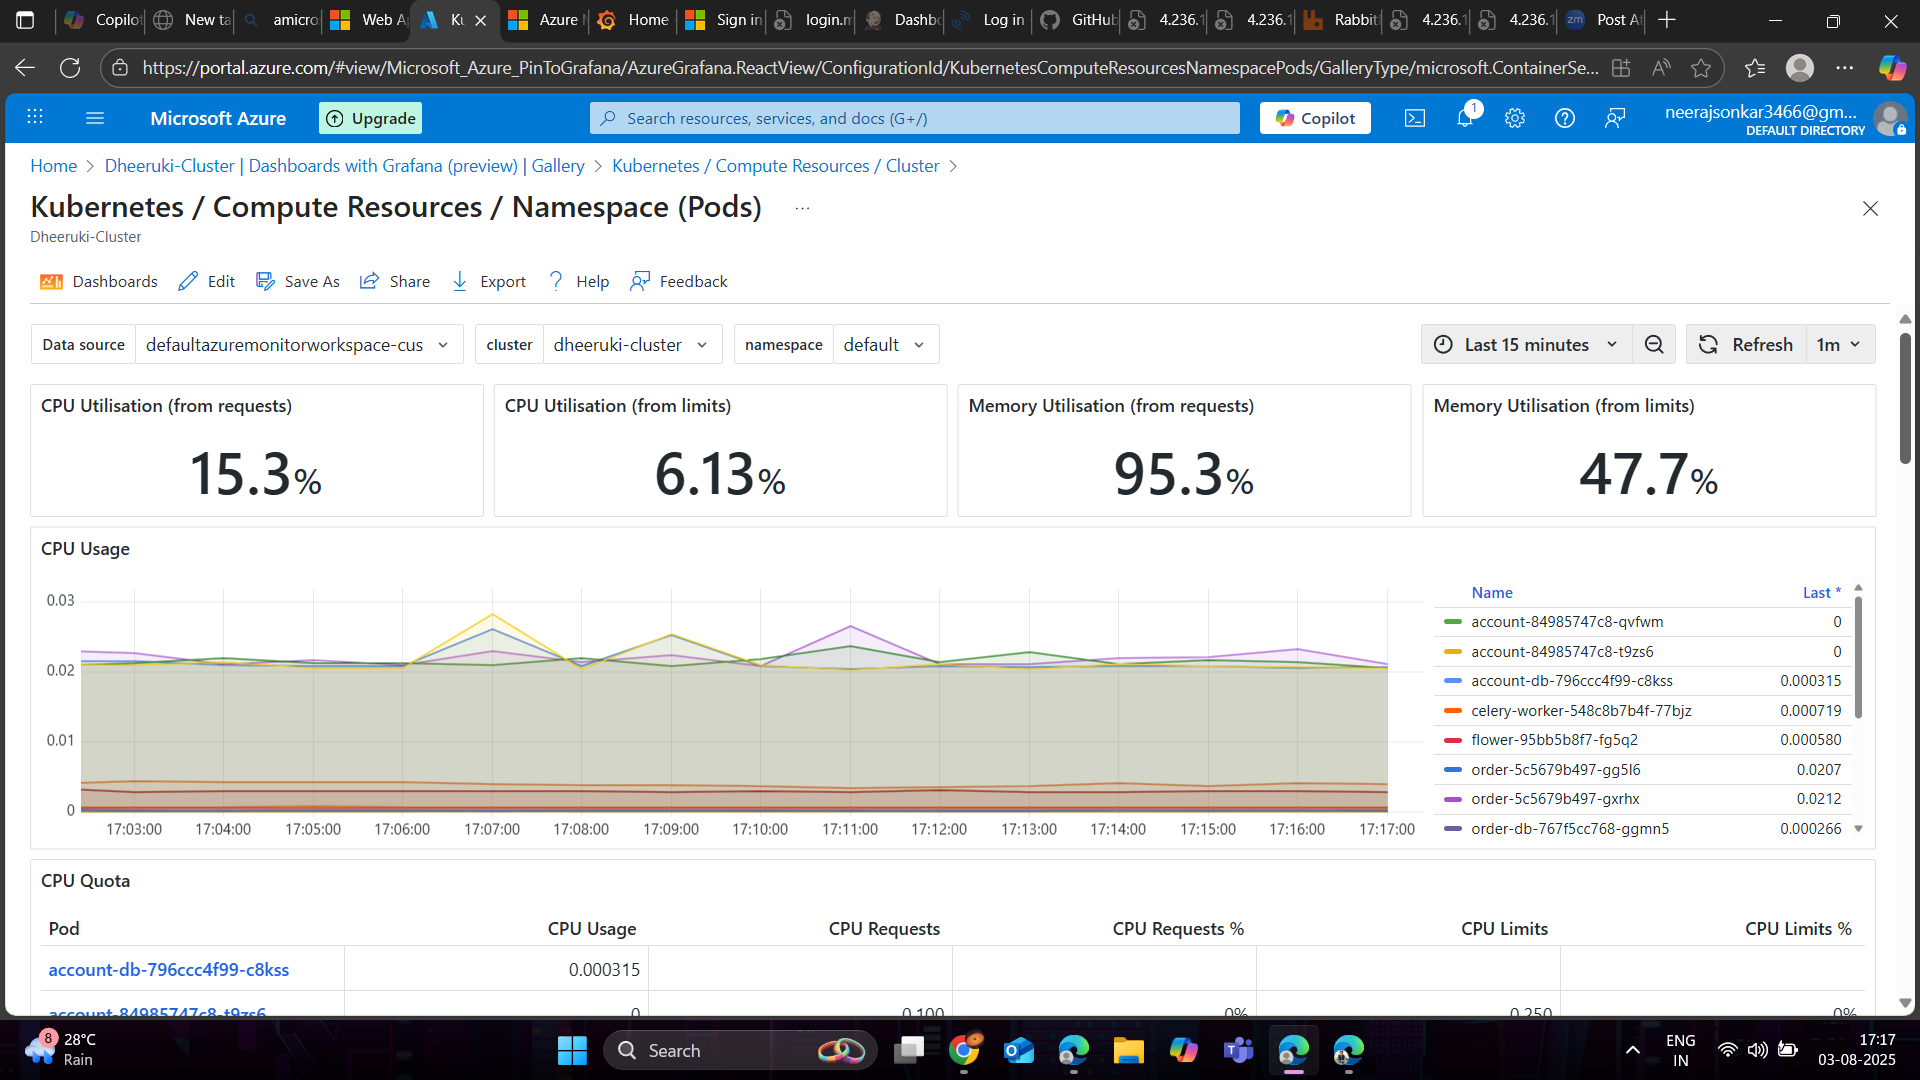 Copilo
New ta
amicro
Web A
Ku
Azure M
Home
Sign in
login.m
Dashbo
Log in
GitHub
4.236.1
4.236.1
Rabbit
4.236.1
4.236.1
zm
Post A
https://portal.azure.com/#view/Microsoft_Azure_PinToGrafana/AzureGrafana.ReactView/ConfigurationId/KubernetesComputeResourcesNamespacePods/GalleryType/microsoft.ContainerSe...
Microsoft Azure
Upgrade
Search resources, services, and docs (G+/)
Copilot
1
neerajsonkar3466@gm...
DEFAULT DIRECTORY
Home > Dheeruki-Cluster | Dashboards with Grafana (preview) | Gallery > Kubernetes / Compute Resources / Cluster >
Kubernetes / Compute Resources / Namespace (Pods) ...
Dheeruki-Cluster
Dashboards Edit Save As Share Export Help Feedback
Data source defaultazuremonitorworkspace-cus cluster dheeruki-cluster namespace default Last 15 minutes Refresh 1m
CPU Utilisation (from requests)
15.3%
CPU Utilisation (from limits)
6.13%
Memory Utilisation (from requests)
95.3%
Memory Utilisation (from limits)
47.7%
CPU Usage
0.03
0.02
0.01
0
17:03:00 17:04:00 17:05:00 17:06:00 17:07:00 17:08:00 17:09:00 17:10:00 17:11:00 17:12:00 17:13:00 17:14:00 17:15:00 17:16:00 17:17:00
Name Last *
account-84985747c8-qvfwm 0
account-84985747c8-t9zs6 0
account-db-796ccc4f99-c8kss 0.000315
celery-worker-548c8b7b4f-77bjz 0.000719
flower-95bb5b8f7-fg5q2 0.000580
order-5c5679b497-gg5l6 0.0207
order-5c5679b497-gxrhx 0.0212
order-db-767f5cc768-ggmn5 0.000266
CPU Quota
Pod CPU Usage CPU Requests CPU Requests % CPU Limits CPU Limits %
account-db-796ccc4f99-c8kss 0.000315
account-84985747c8-t9zs6 0 0.100 0% 0.250 0%
8
28°C
Rain
Search
ENG
IN
17:17
03-08-2025